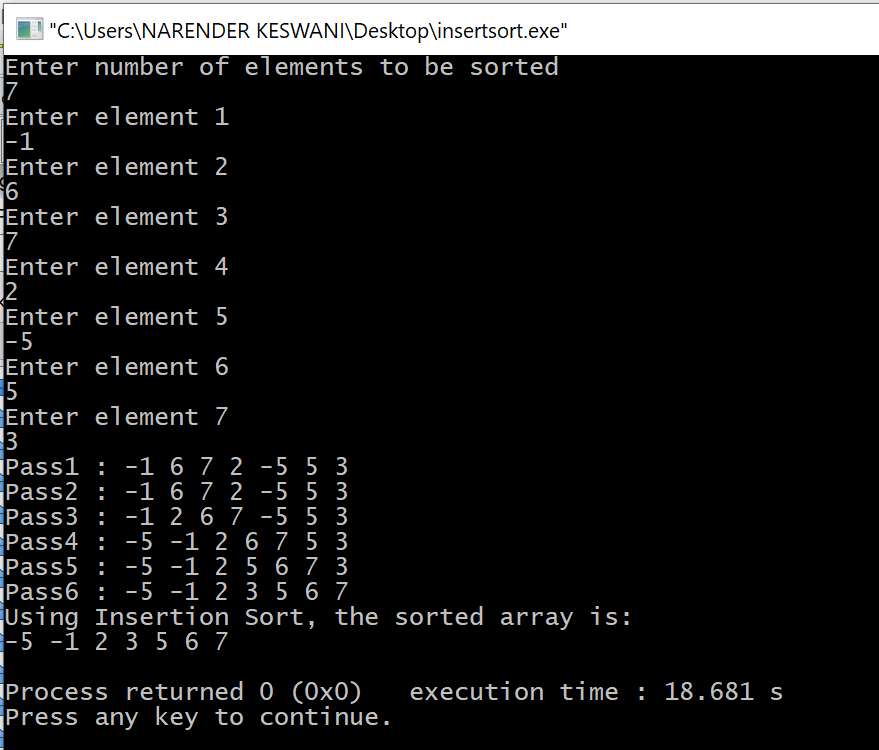 "C:\Users\NARENDER KESWANI\Desktop\insertsort.exe"
Enter number of elements to be sorted
7
Enter element 1
-1
Enter element 2
6
Enter element 3
7
Enter element 4
2
Enter element 5
-5
Enter element 6
5
Enter element 7
3
Pass1 : -1 6 7 2 -5 5 3
Pass2 : -1 6 7 2 -5 5 3
Pass3 : -1 2 6 7 -5 5 3
Pass4 : -5 -1 2 6 7 5 3
Pass5 : -5 -1 2 5 6 7 3
Pass6 : -5 -1 2 3 5 6 7
Using Insertion Sort, the sorted array is:
-5 -1 2 3 5 6 7
Process returned 0 (0x0)   execution time : 18.681 s
Press any key to continue.